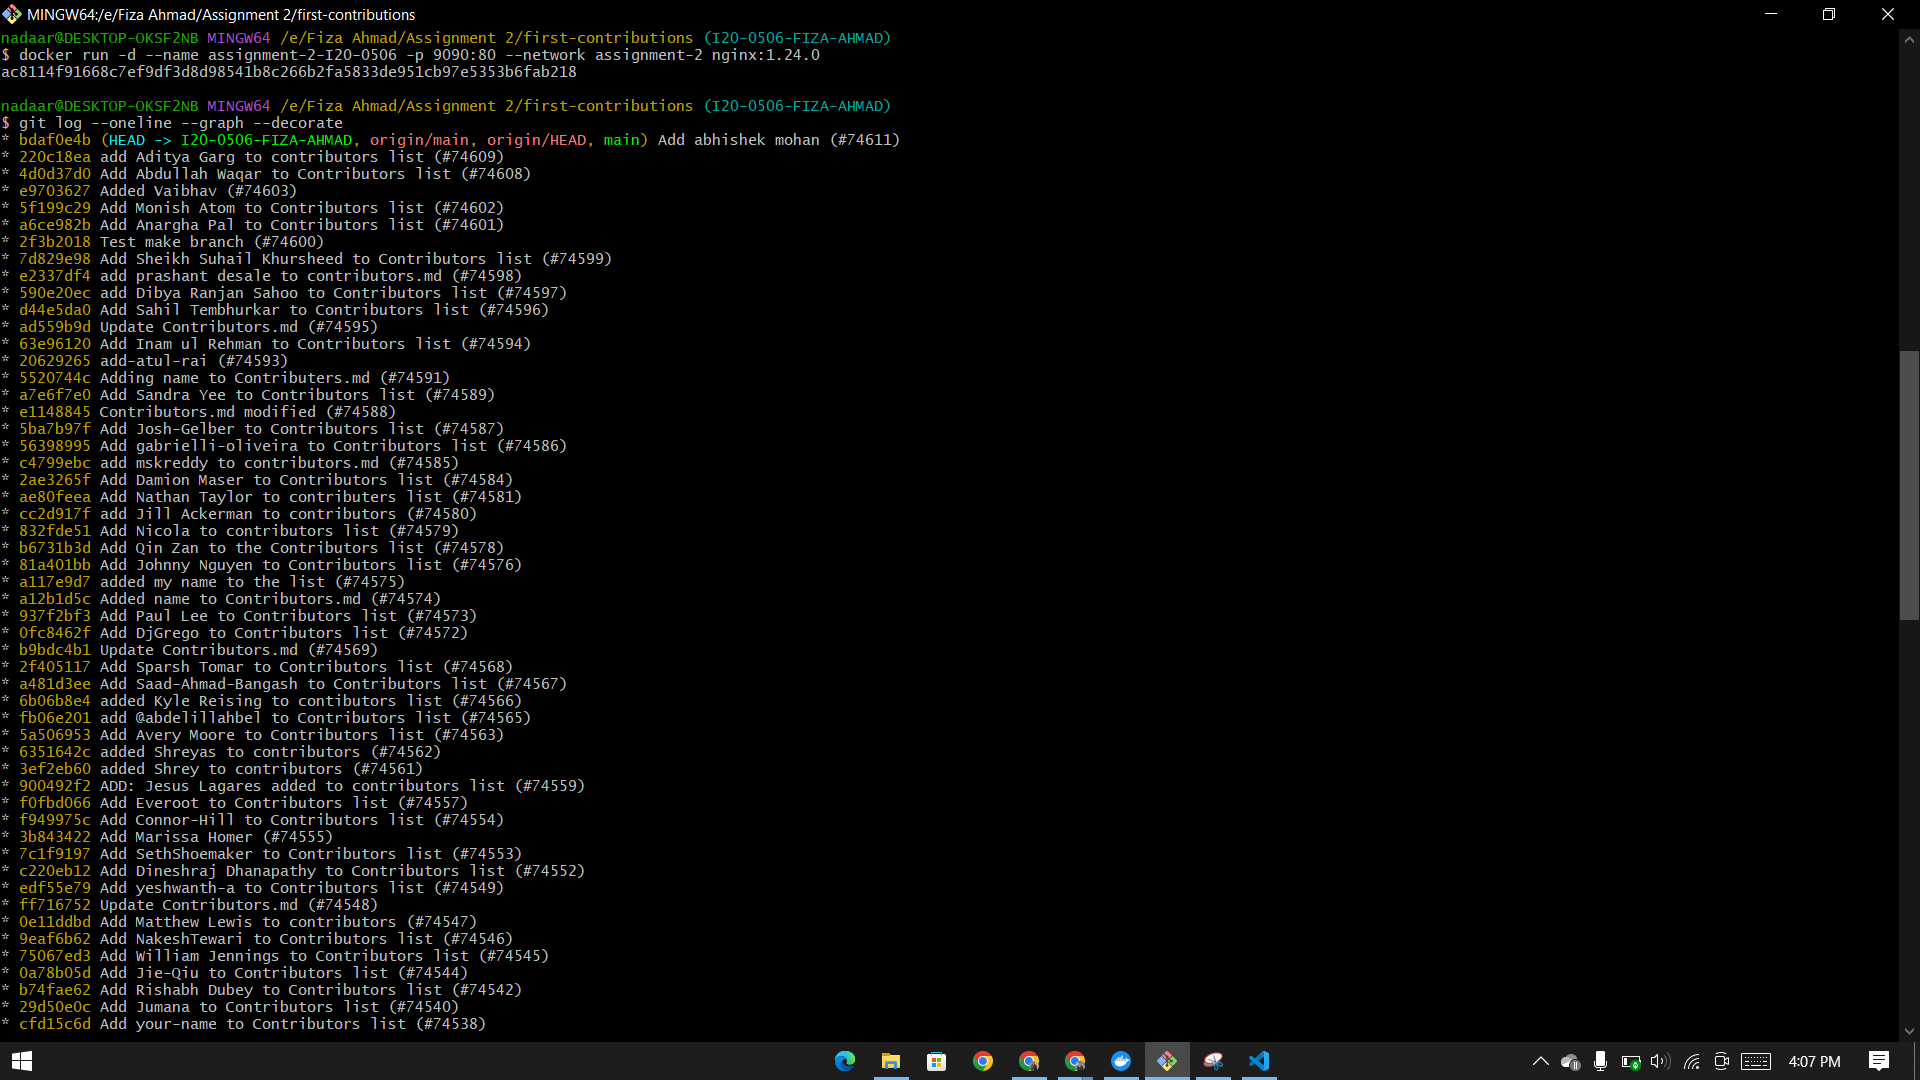 MINGW64:/e/Fiza Ahmad/Assignment 2/first-contributions
nadaar@DESKTOP-OKSF2NB MINGW64 /e/Fiza Ahmad/Assignment 2/first-contributions (I20-0506-FIZA-AHMAD)
$ docker run -d --name assignment-2-I20-0506 -p 9090:80 --network assignment-2 nginx:1.24.0
ac8114f91668c7ef9df3d8d98541b8c266b2fa5833de951cb97e5353b6fab218
nadaar@DESKTOP-OKSF2NB MINGW64 /e/Fiza Ahmad/Assignment 2/first-contributions (I20-0506-FIZA-AHMAD)
$ git log --oneline --graph --decorate
* bdaf0e4b (HEAD -> I20-0506-FIZA-AHMAD, origin/main, origin/HEAD, main) Add abhishek mohan (#74611)
* 220c18ea add Aditya Garg to contributors list (#74609)
* 4d0d37d0 Add Abdullah Waqar to Contributors list (#74608)
* e9703627 Added Vaibhav (#74603)
* 5f199c29 Add Monish Atom to Contributors list (#74602)
* a6ce982b Add Anargha Pal to Contributors list (#74601)
* 2f3b2018 Test make branch (#74600)
* 7d829e98 Add Sheikh Suhail Khursheed to Contributors list (#74599)
* e2337df4 add prashant desale to contributors.md (#74598)
* 590e20ec add Dibya Ranjan Sahoo to Contributors list (#74597)
* d44e5da0 Add Sahil Tembhurkar to Contributors list (#74596)
* ad559b9d Update Contributors.md (#74595)
* 63e96120 Add Inam ul Rehman to Contributors list (#74594)
* 20629265 add-atul-rai (#74593)
* 5520744c Adding name to Contributers.md (#74591)
* a7e6f7e0 Add Sandra Yee to Contributors list (#74589)
* e1148845 Contributors.md modified (#74588)
* 5ba7b97f Add Josh-Gelber to Contributors list (#74587)
* 56398995 Add gabrielli-oliveira to Contributors list (#74586)
* c4799ebc add mskreddy to contributors.md (#74585)
* 2ae3265f Add Damion Maser to Contributors list (#74584)
* ae80feea Add Nathan Taylor to contributers list (#74581)
* cc2d917f add Jill Ackerman to contributors (#74580)
* 832fde51 Add Nicola to contributors list (#74579)
* b6731b3d Add Qin Zan to the Contributors list (#74578)
* 81a401bb Add Johnny Nguyen to Contributors list (#74576)
* a117e9d7 added my name to the list (#74575)
* a12b1d5c Added name to Contributors.md (#74574)
* 937f2bf3 Add Paul Lee to Contributors list (#74573)
* 0fc8462f Add DjGrego to Contributors list (#74572)
* b9bdc4b1 Update Contributors.md (#74569)
* 2f405117 Add Sparsh Tomar to Contributors list (#74568)
* a481d3ee Add Saad-Ahmad-Bangash to Contributors list (#74567)
* 6b06b8e4 added Kyle Reising to contibutors list (#74566)
* fb06e201 add @abdelillahbel to Contributors list (#74565)
* 5a506953 Add Avery Moore to Contributors list (#74563)
* 6351642c added Shreyas to contributors (#74562)
* 3ef2eb60 added Shrey to contributors (#74561)
* 900492f2 ADD: Jesus Lagares added to contributors list (#74559)
* f0fbd066 Add Everoot to Contributors list (#74557)
* f949975c Add Connor-Hill to Contributors list (#74554)
* 3b843422 Add Marissa Homer (#74555)
* 7c1f9197 Add SethShoemaker to Contributors list (#74553)
* c220eb12 Add Dineshraj Dhanapathy to Contributors list (#74552)
* edf55e79 Add yeshwanth-a to Contributors list (#74549)
* ff716752 Update Contributors.md (#74548)
* 0e11ddbd Add Matthew Lewis to contributors (#74547)
* 9eaf6b62 Add NakeshTewari to Contributors list (#74546)
* 75067ed3 Add William Jennings to Contributors list (#74545)
* 0a78b05d Add Jie-Qiu to Contributors list (#74544)
* b74fae62 Add Rishabh Dubey to Contributors list (#74542)
* 29d50e0c Add Jumana to Contributors list (#74540)
* cfd15c6d Add your-name to Contributors list (#74538)
4:07 PM